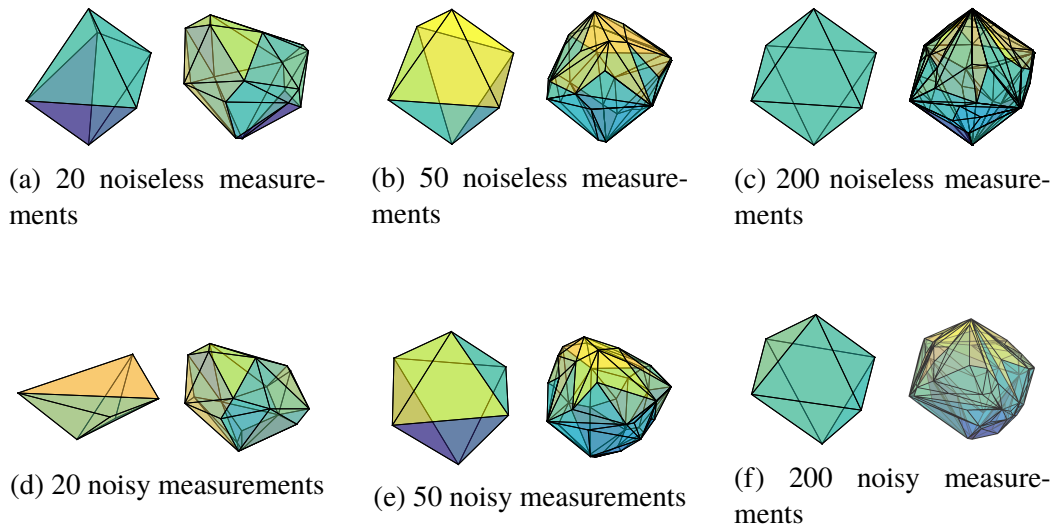 (a) 20 noiseless measure-
ments
(b) 50 noiseless measure-
ments
(c) 200 noiseless measure-
ments
(d) 20 noisy measurements
(e) 50 noisy measurements
(f) 200 noisy measure-
ments